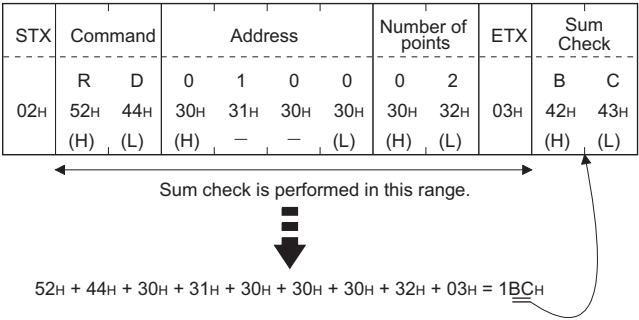 STX Command Address Number of points ETX Sum Check
R D 0 1 0 0 0 2 B C
02H 52H 44H 30H 31H 30H 30H 30H 32H 03H 42H 43H
(H) (L) (H) – – (L) (H) (L) (H) (L)
Sum check is performed in this range.
52H + 44H + 30H + 31H + 30H + 30H + 30H + 32H + 03H = 1BCH